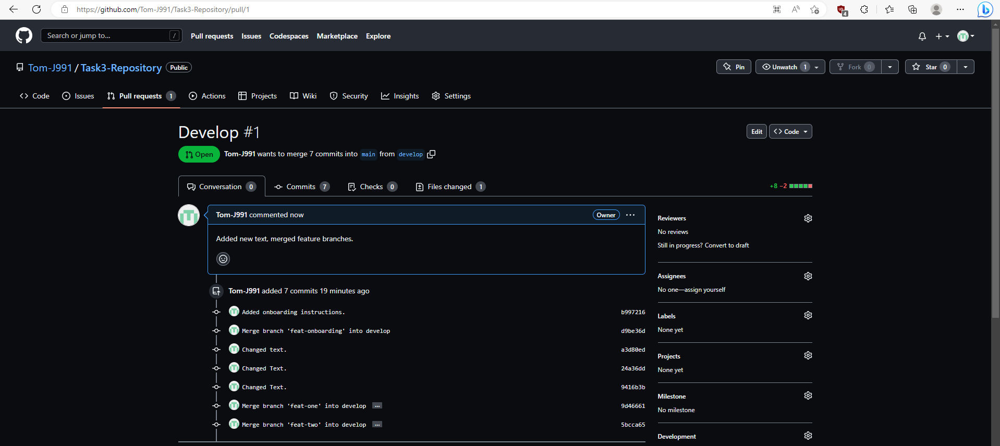 https://github.com/Tom-J991/Task3-Repository/pull/1
4
Search or jump to... / Pull requests Issues Codespaces Marketplace Explore
Tom-J991 / Task3-Repository Public
Pin Unwatch 1 Fork 0 Star 0
Code Issues Pull requests 1 Actions Projects Wiki Security Insights Settings
Develop #1
Edit <> Code
Open Tom-J991 wants to merge 7 commits into main from develop
Conversation 0 Commits 7 Checks 0 Files changed 1
+8 −2
Tom-J991 commented now
Owner ...
Added new text, merged feature branches.
Tom-J991 added 7 commits 19 minutes ago
Added onboarding instructions. b997216
Merge branch 'feat-onboarding' into develop d9be36d
Changed text. a3d80ed
Changed Text. 24a36dd
Changed Text. 9416b3b
Merge branch 'feat-one' into develop ... 9d46661
Merge branch 'feat-two' into develop ... 5bcca65
Reviewers
No reviews
Still in progress? Convert to draft
Assignees
No one—assign yourself
Labels
None yet
Projects
None yet
Milestone
No milestone
Development